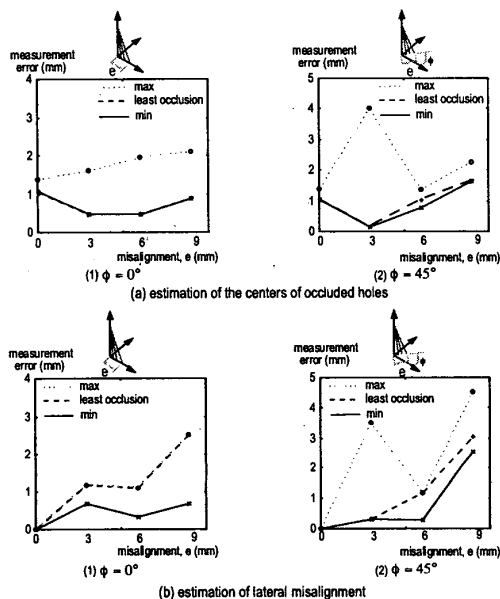 e
measurement
error (mm)
4
max
least occlusion
min
3
2
1
0
0 3 6 9
misalignment, e (mm)
(1) ϕ = 0°
e ϕ
measurement
error (mm)
5
max
least occlusion
min
4
3
2
1
0
0 3 6 9
misalignment, e (mm)
(2) ϕ = 45°
(a) estimation of the centers of occluded holes
e
measurement
error (mm)
4
max
least occlusion
min
3
2
1
0
0 3 6 9
misalignment, e (mm)
(1) ϕ = 0°
e ϕ
measurement
error (mm)
5
max
least occlusion
min
4
3
2
1
0
0 3 6 9
misalignment, e (mm)
(2) ϕ = 45°
(b) estimation of lateral misalignment